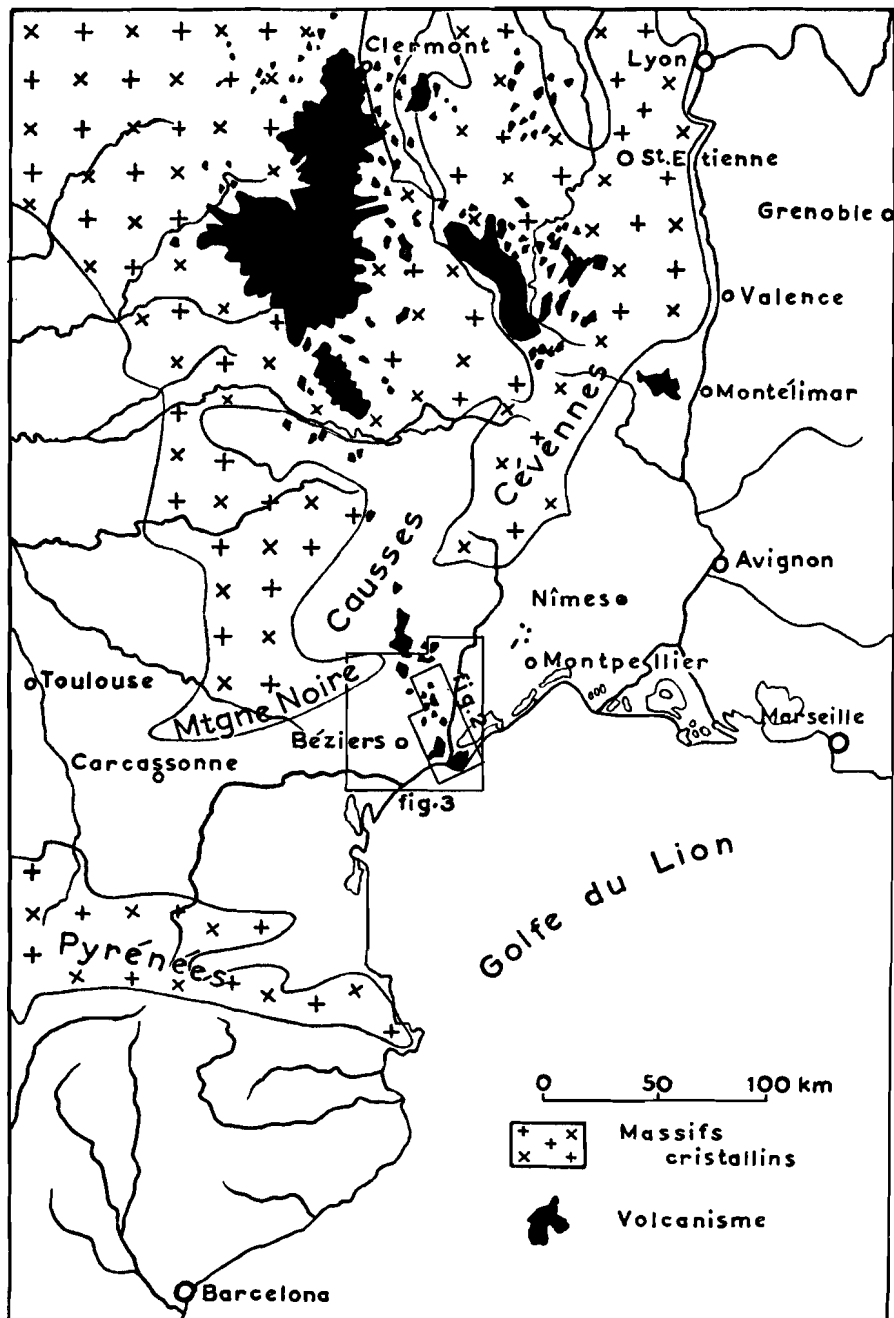 Clermont
Lyon
St. Etienne
Grenoble
Valence
Montélimar
Cévennes
Causses
Avignon
Nîmes
Montpellier
Toulouse
Mtgne Noire
fig.2
Marseille
Béziers
Carcassonne
fig.3
Golfe du Lion
Pyrénées
0 50 100 km
Massifs
cristallins
Volcanisme
Barcelona